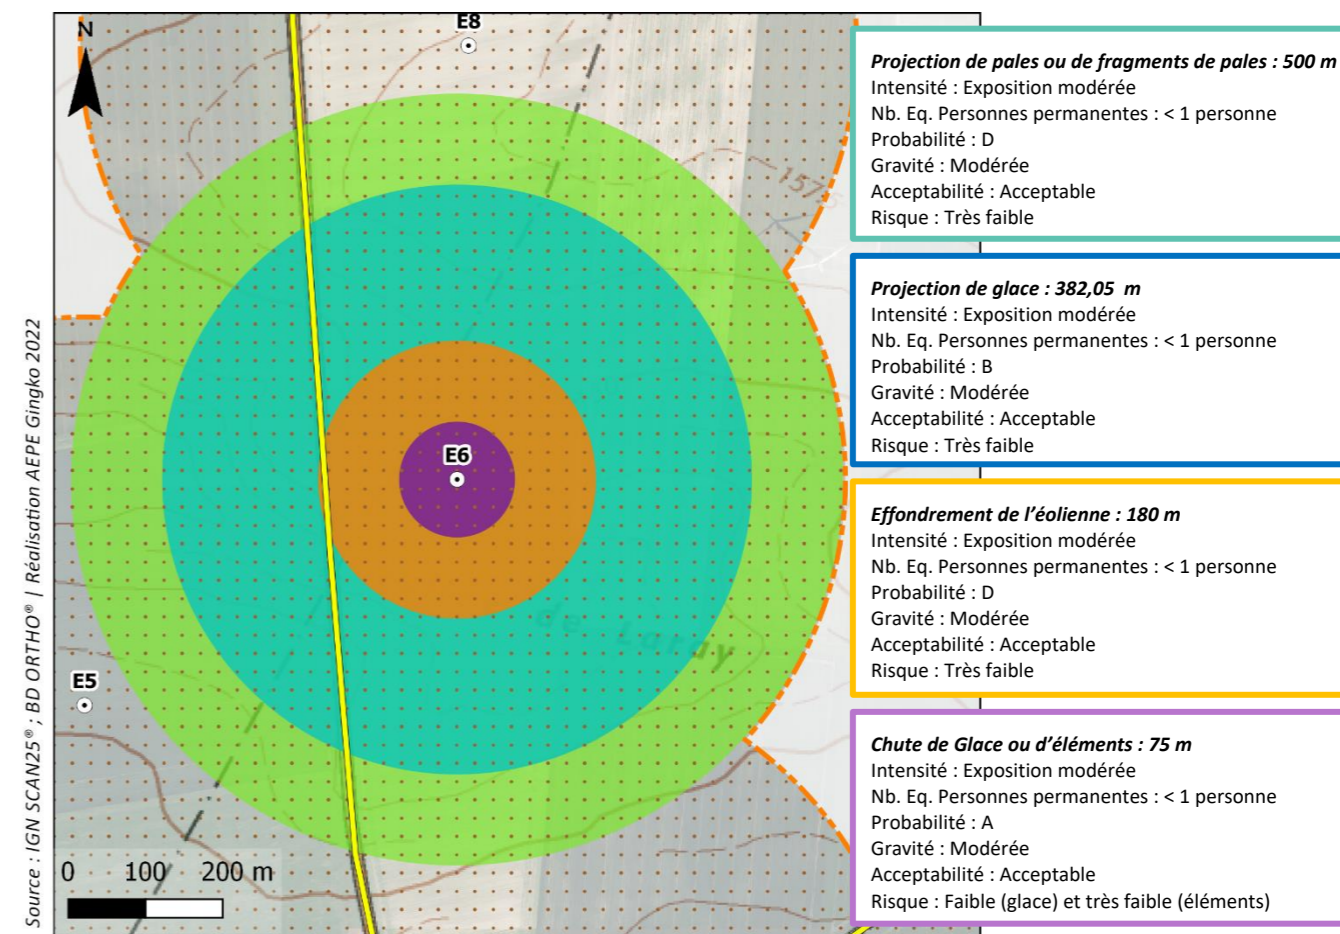 N
E8
157,5
E6
de Laray
E5
0 100 200 m
Source : IGN SCAN25® ; BD ORTHO® | Réalisation AEPE Gingko 2022
Projection de pales ou de fragments de pales : 500 m
Intensité : Exposition modérée
Nb. Eq. Personnes permanentes : < 1 personne
Probabilité : D
Gravité : Modérée
Acceptabilité : Acceptable
Risque : Très faible
Projection de glace : 382,05 m
Intensité : Exposition modérée
Nb. Eq. Personnes permanentes : < 1 personne
Probabilité : B
Gravité : Modérée
Acceptabilité : Acceptable
Risque : Très faible
Effondrement de l’éolienne : 180 m
Intensité : Exposition modérée
Nb. Eq. Personnes permanentes : < 1 personne
Probabilité : D
Gravité : Modérée
Acceptabilité : Acceptable
Risque : Très faible
Chute de Glace ou d’éléments : 75 m
Intensité : Exposition modérée
Nb. Eq. Personnes permanentes : < 1 personne
Probabilité : A
Gravité : Modérée
Acceptabilité : Acceptable
Risque : Faible (glace) et très faible (éléments)